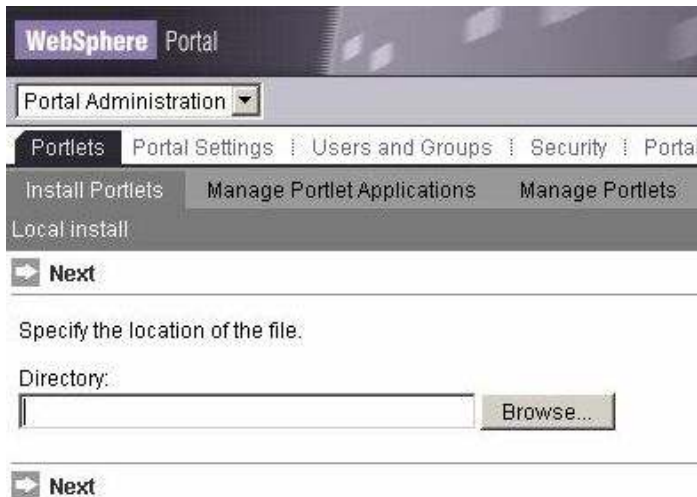 WebSphere Portal
Portal Administration
Portlets Portal Settings Users and Groups Security Porta
Install Portlets Manage Portlet Applications Manage Portlets
Local install
Next
Specify the location of the file.
Directory:
Browse...
Next